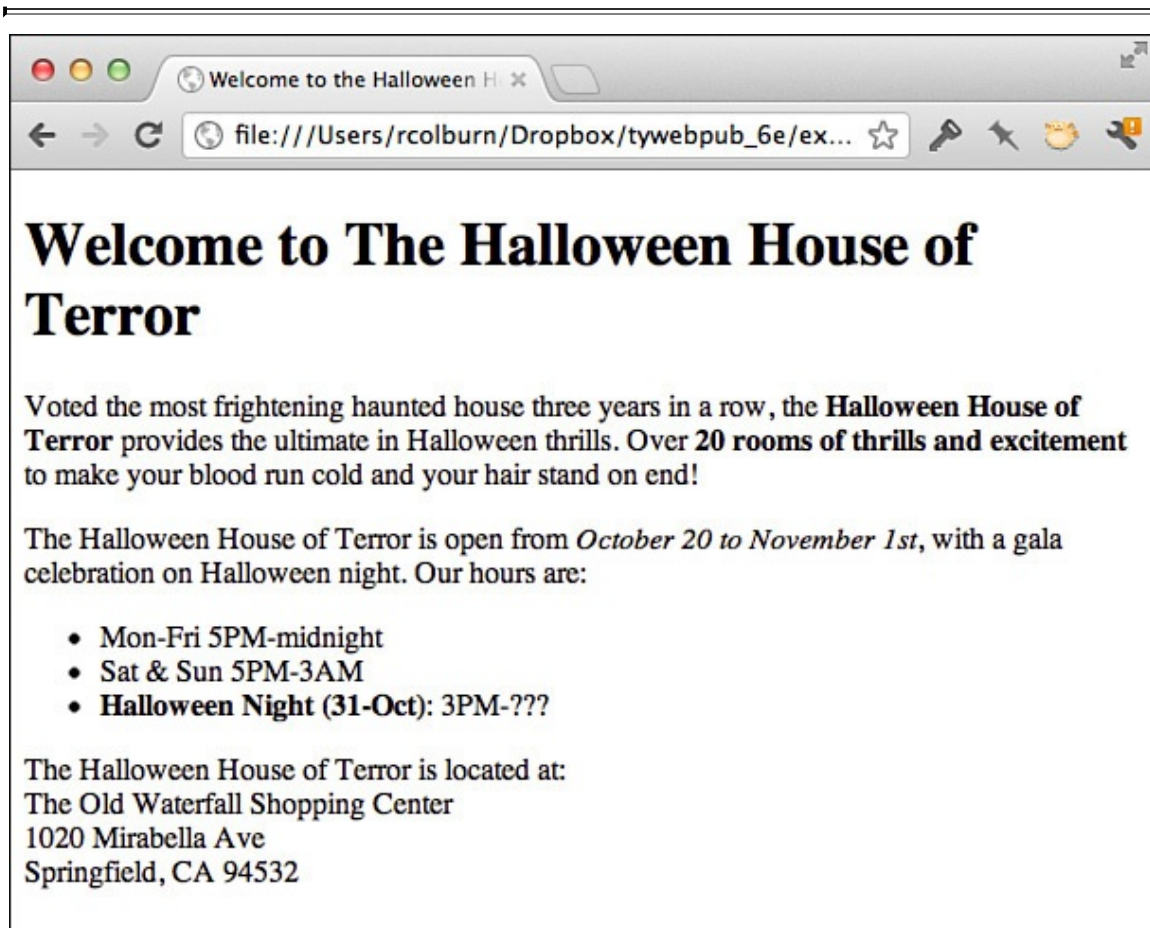 Welcome to the Halloween H
file:///Users/rcolburn/Dropbox/tywebpub_6e/ex...
Welcome to The Halloween House of
Terror
Voted the most frightening haunted house three years in a row, the Halloween House of
Terror provides the ultimate in Halloween thrills. Over 20 rooms of thrills and excitement
to make your blood run cold and your hair stand on end!
The Halloween House of Terror is open from October 20 to November 1st, with a gala
celebration on Halloween night. Our hours are:
• Mon-Fri 5PM-midnight
• Sat & Sun 5PM-3AM
• Halloween Night (31-Oct): 3PM-???
The Halloween House of Terror is located at:
The Old Waterfall Shopping Center
1020 Mirabella Ave
Springfield, CA 94532